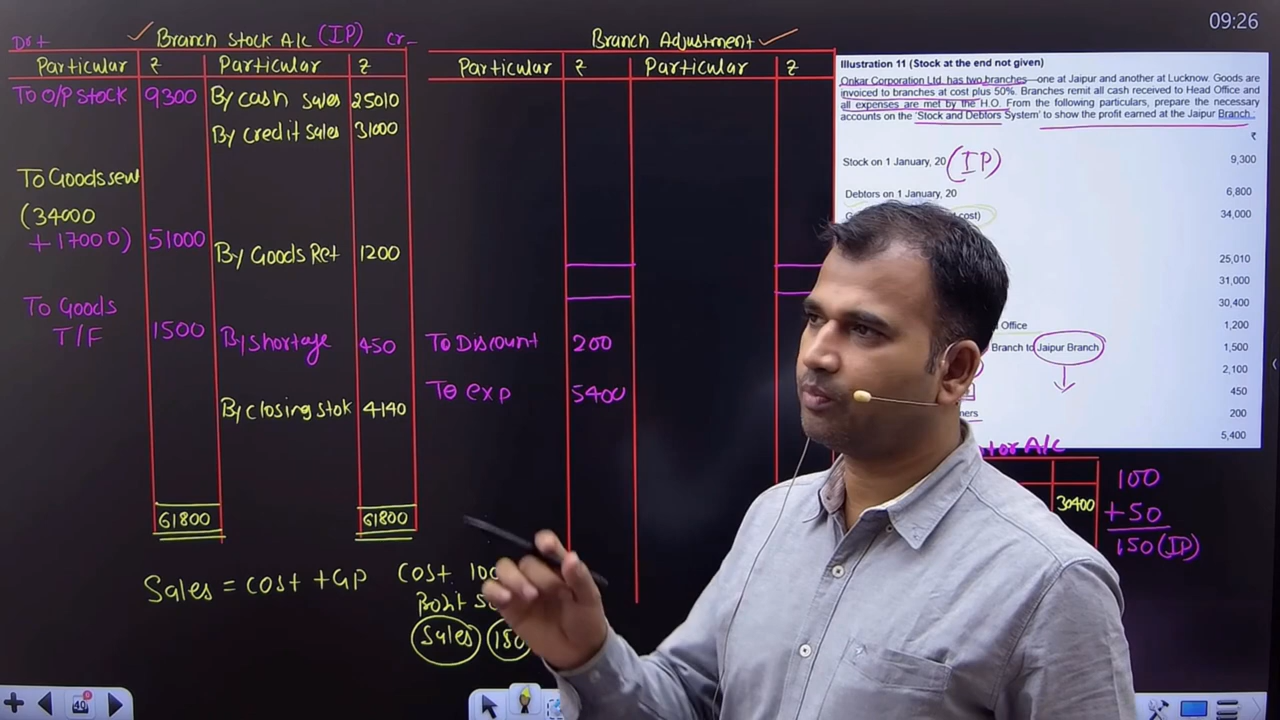 09:26
Dr+ Branch Stock A/c (IP) Cr-
Particular ₹ Particular ₹
To O/P Stock 9300 By cash sales 25010
By credit sales 31000
To Goods sen
(34000
+17000) 51000 By Goods Ret 1200
To Goods
T/F 1500 By shortage 450
By closing stok 4140
61800 61800
Sales = cost + GP
Cost 10
Sales
Branch Adjustment
Particular ₹ Particular ₹
To Discount 200
To exp 5400
Illustration 11 (Stock at the end not given)
Onkar Corporation Ltd. has two branches—one at Jaipur and another at Lucknow. Goods are
invoiced to branches at cost plus 50%. Branches remit all cash received to Head Office and
all expenses are met by the H.O. From the following particulars, prepare the necessary
accounts on the 'Stock and Debtors System' to show the profit earned at the Jaipur Branch.
₹
Stock on 1 January, 20 (IP) 9,300
Debtors on 1 January, 20 6,800
cost) 34,000
25,010
31,000
30,400
Office 1,200
Branch to Jaipur Branch 1,500
2,100
450
mers 200
5,400
tor A/c
30400
100
+50
150 (IP)
40